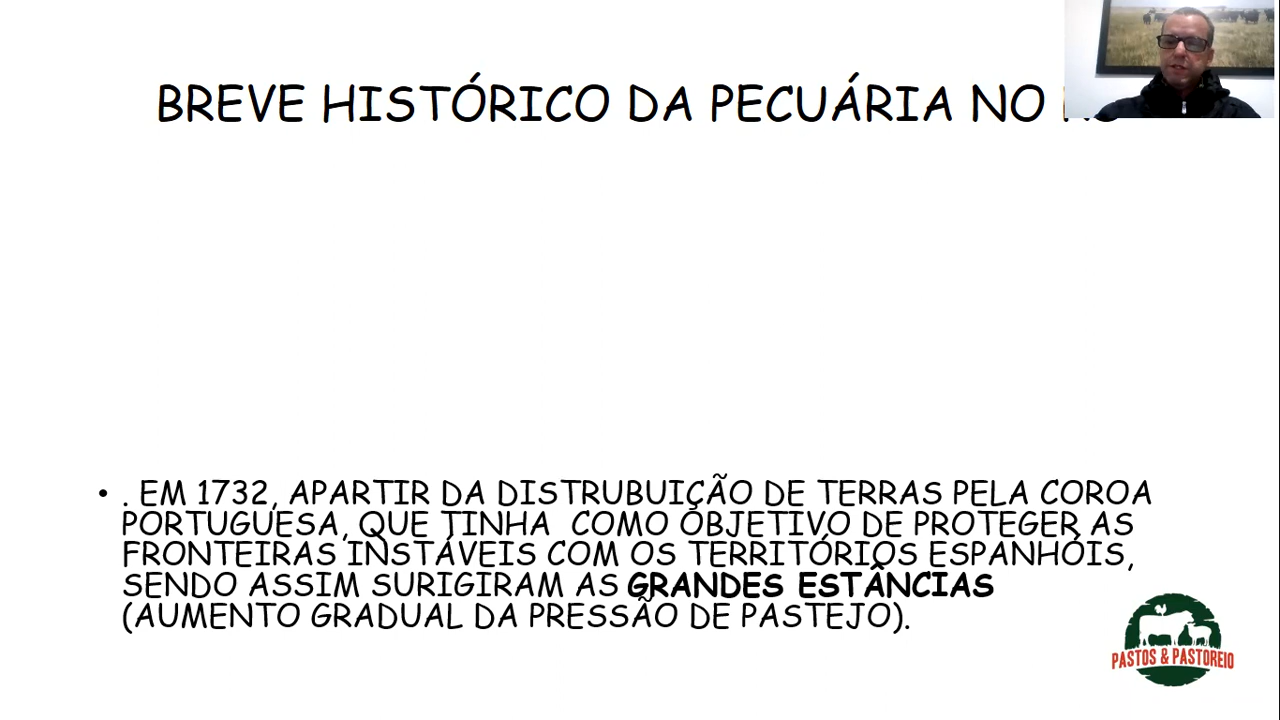 BREVE HISTÓRICO DA PECUÁRIA NO
• . EM 1732, APARTIR DA DISTRUBUIÇÃO DE TERRAS PELA COROA
PORTUGUESA, QUE TINHA COMO OBJETIVO DE PROTEGER AS
FRONTEIRAS INSTÁVEIS COM OS TERRITÓRIOS ESPANHÓIS,
SENDO ASSIM SURIGIRAM AS GRANDES ESTÂNCIAS
(AUMENTO GRADUAL DA PRESSÃO DE PASTEJO).
PASTOS & PASTOREIO